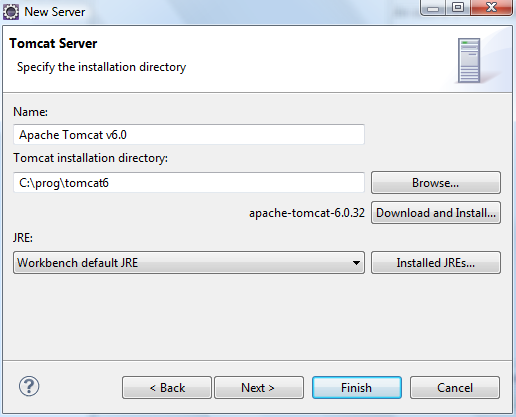 New Server
Tomcat Server
Specify the installation directory
Name:
Apache Tomcat v6.0
Tomcat installation directory:
C:\prog\tomcat6
Browse...
apache-tomcat-6.0.32
Download and Install...
JRE:
Workbench default JRE
Installed JREs...
?
< Back
Next >
Finish
Cancel